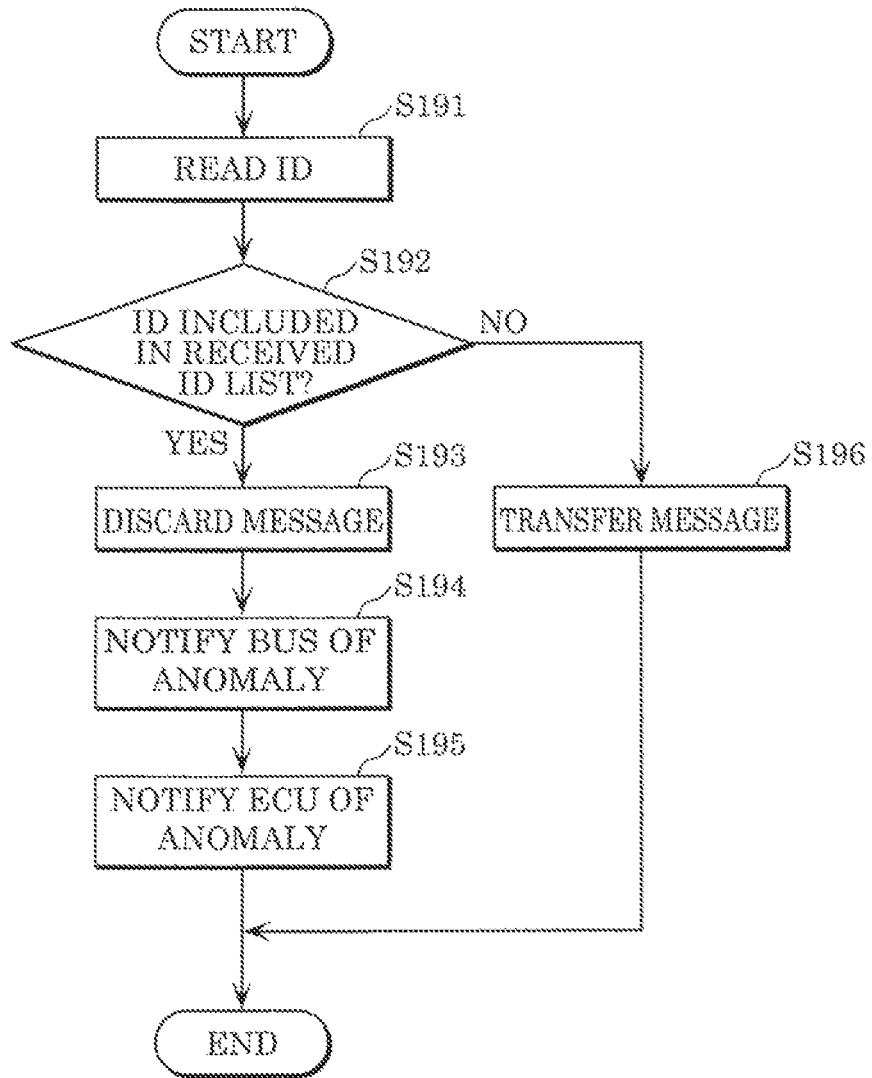 START
S191
READ ID
S192
ID INCLUDED
IN RECEIVED
ID LIST?
NO
YES
S193
DISCARD MESSAGE
S196
TRANSFER MESSAGE
S194
NOTIFY BUS OF
ANOMALY
S195
NOTIFY ECU OF
ANOMALY
END